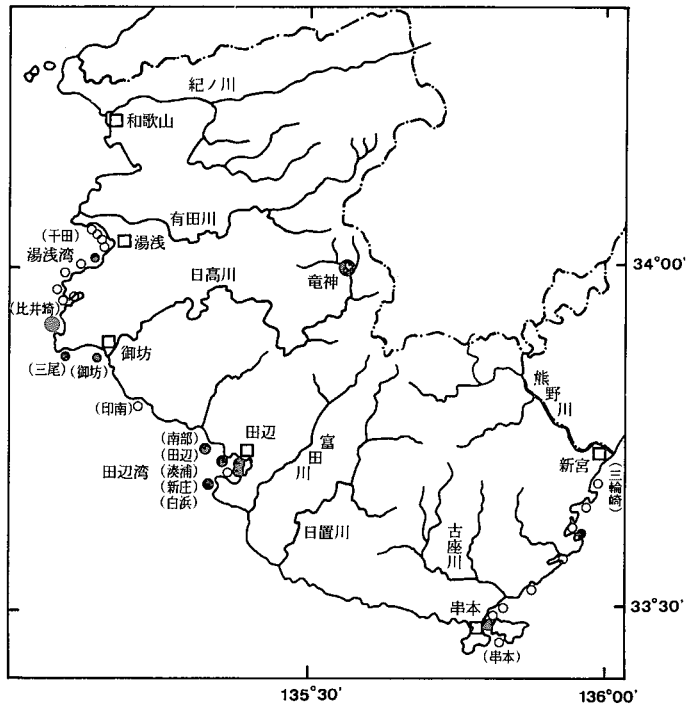 紀ノ川
和歌山
有田川
(千田)
湯浅
湯浅湾
34°00'
日高川
竜神
(比井崎)
御坊
(三尾)
(御坊)
熊野川
(印南)
(南部)
田辺
(田辺)
富田川
新宮
田辺湾
(湊浦)
(三輪崎)
(新庄)
(白浜)
日置川
古座川
串本
33°30'
(串本)
135°30'
136°00'